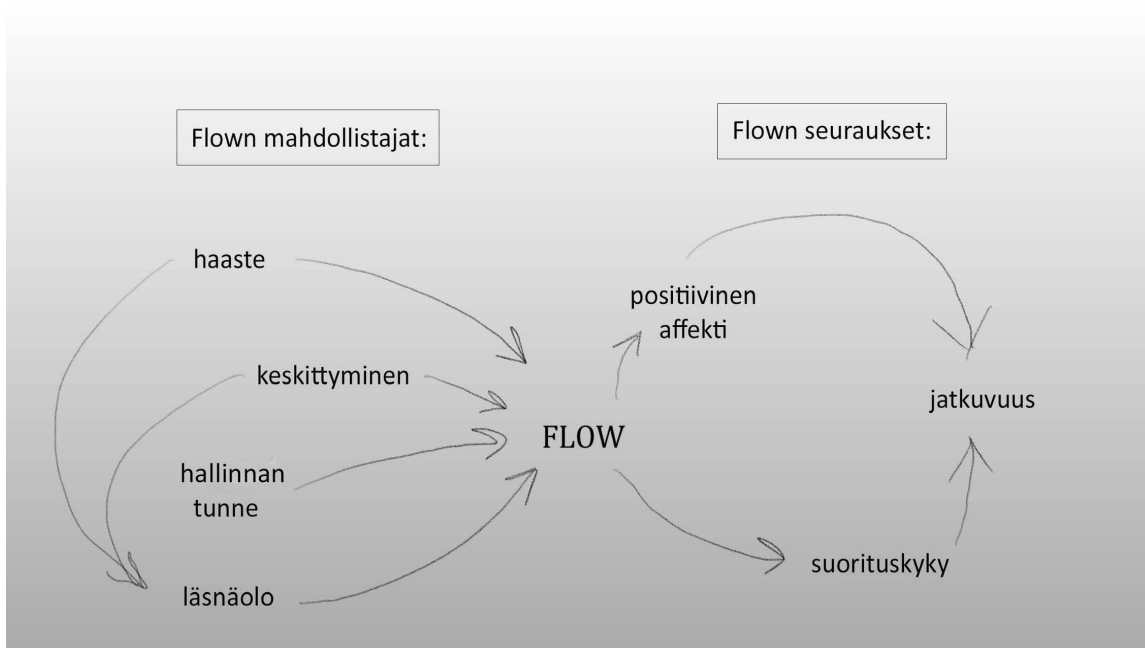 Flown mahdollistajat:
haaste
keskittyminen
hallinnan
tunne
läsnäolo
FLOW
Flown seuraukset:
positiivinen
affekti
jatkuvuus
suorituskyky